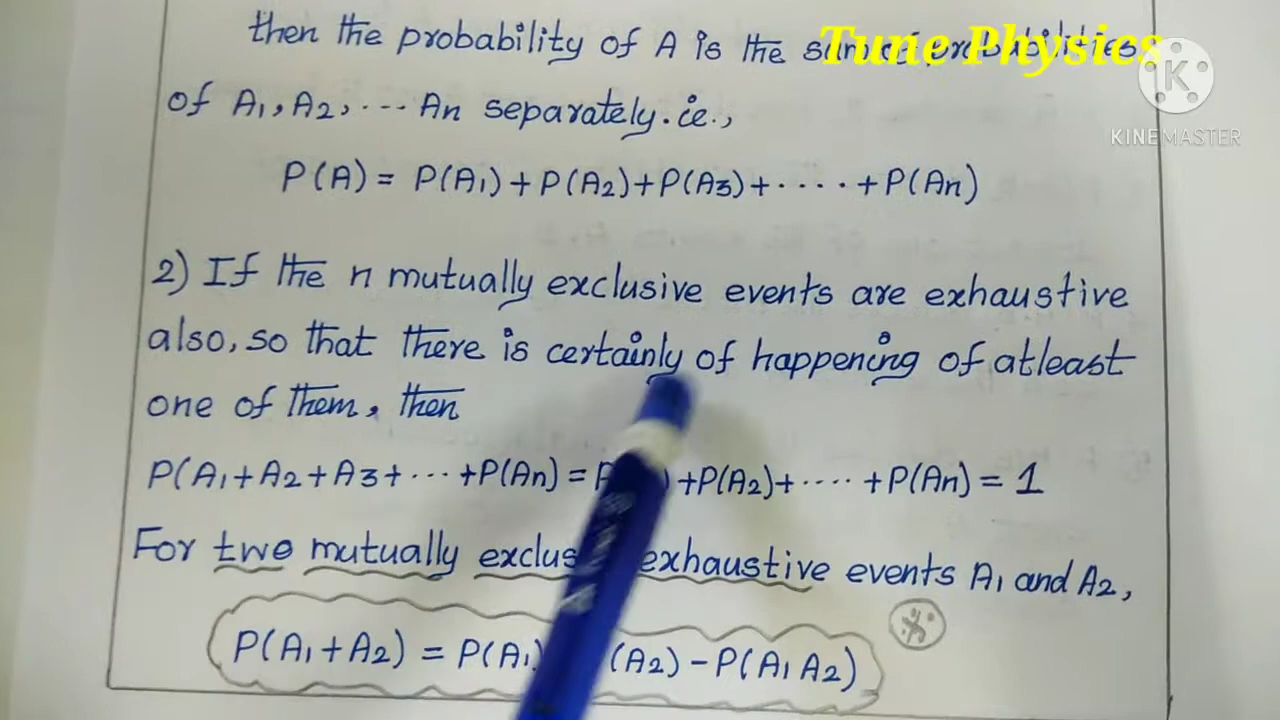 then the probability of A is the
Tune Physics
K
KINEMASTER
of A1, A2, ... An separately. ie.,
P(A) = P(A1) + P(A2) + P(A3) + .... + P(An)
2) If the n mutually exclusive events are exhaustive
also, so that there is certainly of happening of atleast
one of them, then
P(A1 + A2 + A3 + ... + P(An) = P +P(A2) + .... + P(An) = 1
For two mutually exclus exhaustive events A1 and A2,
P(A1 + A2) = P(A1) (A2) - P(A1 A2)